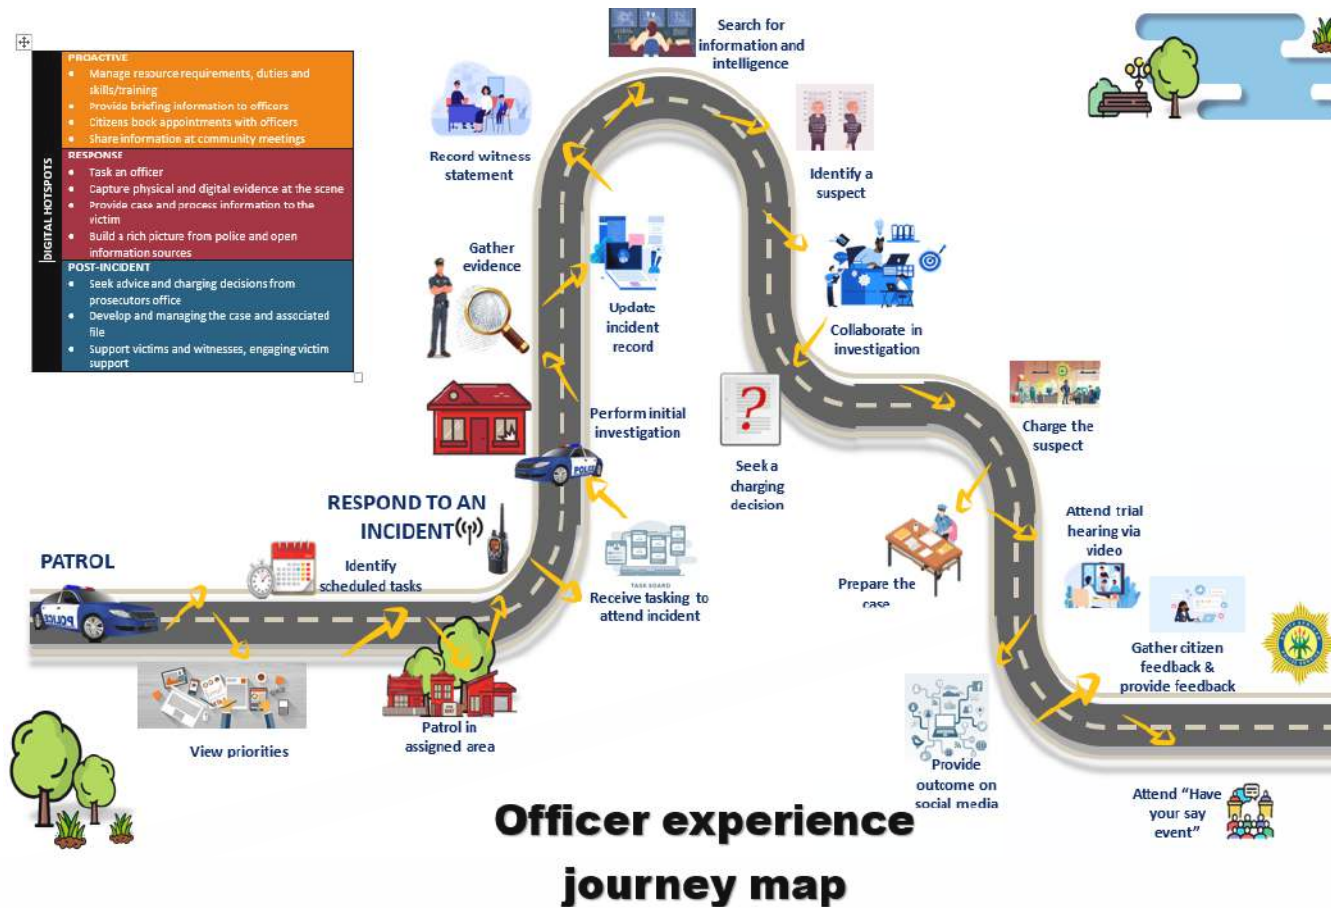 DIGITAL HOTSPOTS
PROACTIVE
Manage resource requirements, duties and
skills/training
Provide briefing information to officers
Citizens book appointments with officers
Share information at community meetings
RESPONSE
Task an officer
Capture physical and digital evidence at the scene
Provide case and process information to the
victim
Build a rich picture from police and open
information sources
POST-INCIDENT
Seek advice and charging decisions from
prosecutors office
Develop and managing the case and associated
file
Support victims and witnesses, engaging victim
support
PATROL
POLICE
View priorities
Identify
scheduled tasks
Patrol in
assigned area
RESPOND TO AN
INCIDENT
TASK BOARD
Receive tasking to
attend incident
POLICE
Perform initial
investigation
Gather
evidence
Update
incident
record
Record witness
statement
Search for
information and
intelligence
Identify a
suspect
Collaborate in
investigation
?
Seek a
charging
decision
Charge the
suspect
Prepare the
case
Attend trial
hearing via
video
Provide
outcome on
social media
Gather citizen
feedback &
provide feedback
Attend “Have
your say
event”
Officer experience
journey map